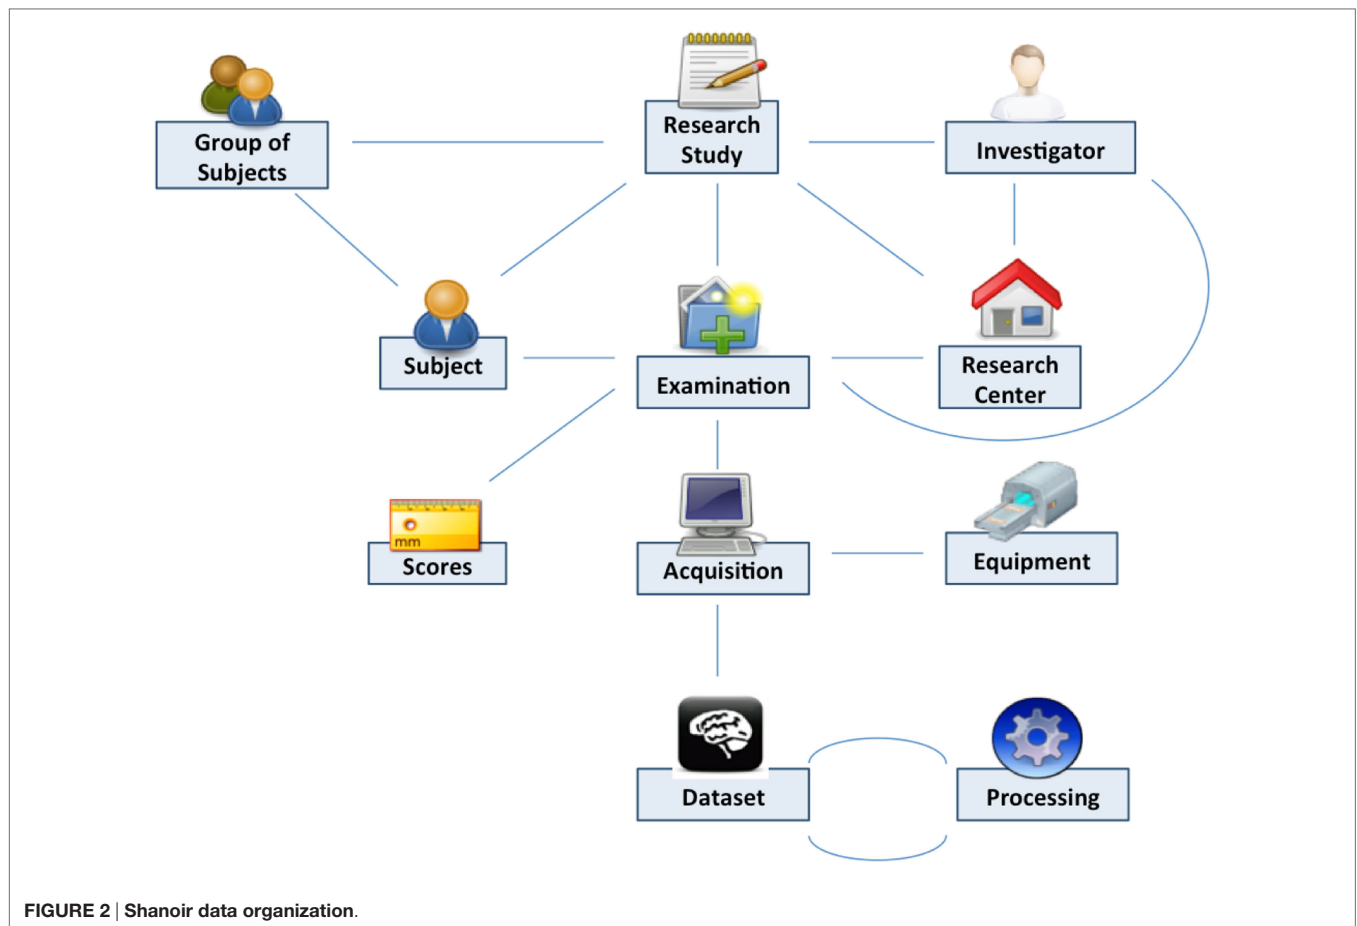 Group of
Subjects
Research
Study
Investigator
Subject
Examination
Research
Center
mm
Scores
Acquisition
Equipment
Dataset
Processing
FIGURE 2 | Shanoir data organization.